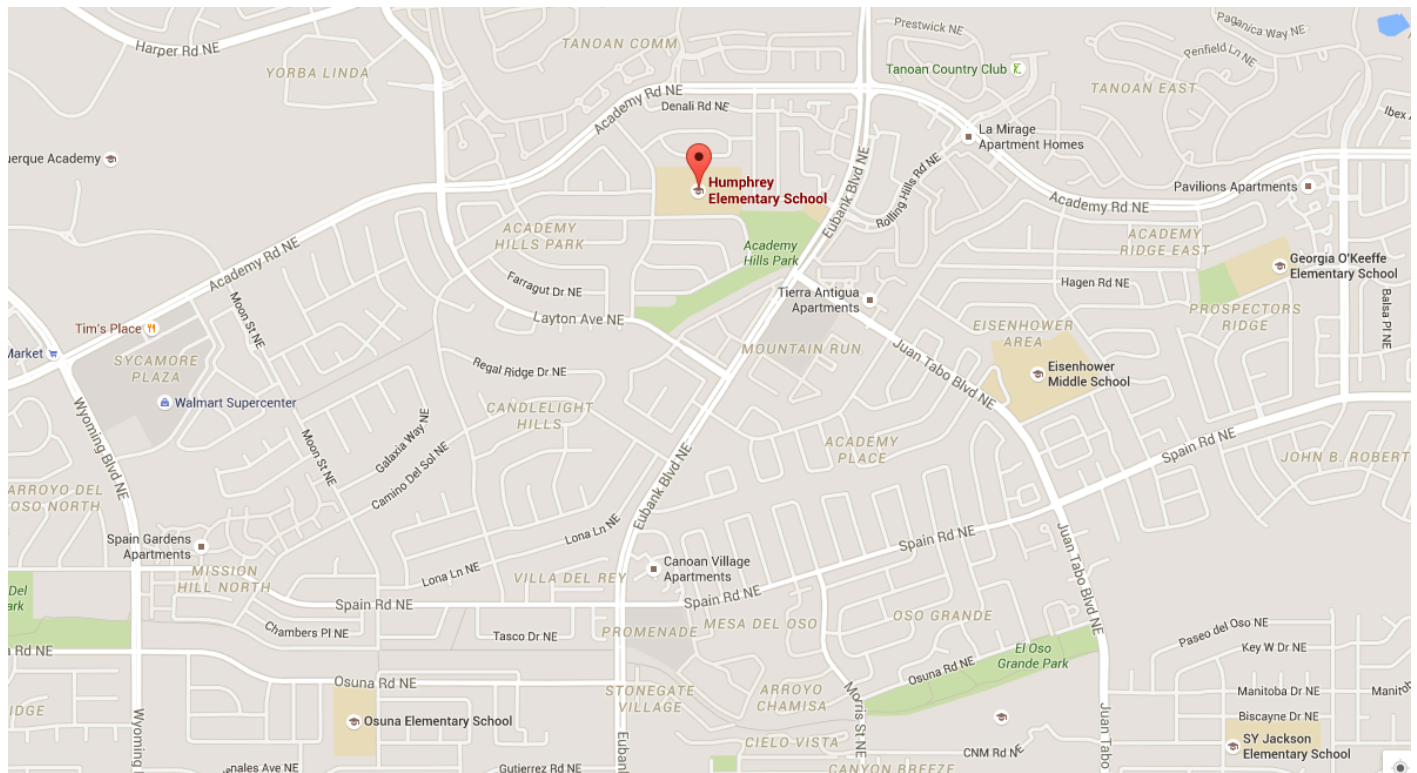 Harper Rd NE
YORBA LINDA
TANOAN COMM
Prestwick NE
Paganica Way NE
Penfield Ln NE
Tanoan Country Club
TANOAN EAST
Academy Rd NE
Denali Rd NE
Ibex
La Mirage
Apartment Homes
uerque Academy
Humphrey
Elementary School
Eubank Blvd NE
Rolling Hills Rd NE
Pavilions Apartments
Academy Rd NE
ACADEMY
HILLS PARK
Academy
Hills Park
ACADEMY
RIDGE EAST
Academy Rd NE
Georgia O'Keeffe
Elementary School
Farragut Dr NE
Hagen Rd NE
Tierra Antigua
Apartments
Moon St NE
Layton Ave NE
PROSPECTORS
RIDGE
Balsa Pl NE
Tim's Place
EISENHOWER
AREA
Market
SYCAMORE
PLAZA
MOUNTAIN RUN
Juan Tabo Blvd NE
Regal Ridge Dr NE
Eisenhower
Middle School
Walmart Supercenter
Wyoming Blvd NE
CANDLELIGHT
HILLS
Galaxia Way NE
Moon St NE
Camino Del Sol NE
ACADEMY
PLACE
Spain Rd NE
JOHN B. ROBERT
ARROYO DEL
OSO NORTH
Eubank Blvd NE
Lona Ln NE
Spain Gardens
Apartments
Spain Rd NE
Juan Tabo Blvd NE
MISSION
HILL NORTH
Lona Ln NE
VILLA DEL REY
Canoan Village
Apartments
Del
ark
Spain Rd NE
Spain Rd NE
OSO GRANDE
Chambers Pl NE
Tasco Dr NE
PROMENADE
MESA DEL OSO
Paseo del Oso NE
Key W Dr NE
a Rd NE
El Oso
Grande Park
Osuna Rd NE
Osuna Rd NE
STONEGATE
VILLAGE
ARROYO
CHAMISA
Morris St NE
Manitoba Dr NE
Manito
IDGE
Wyoming
Osuna Elementary School
Eubank
Juan Tabo
Biscayne Dr NE
CIELO VISTA
CNM Rd NE
SY Jackson
Elementary School
enales Ave NE
Gutierrez Rd NE
CANYON BREEZE